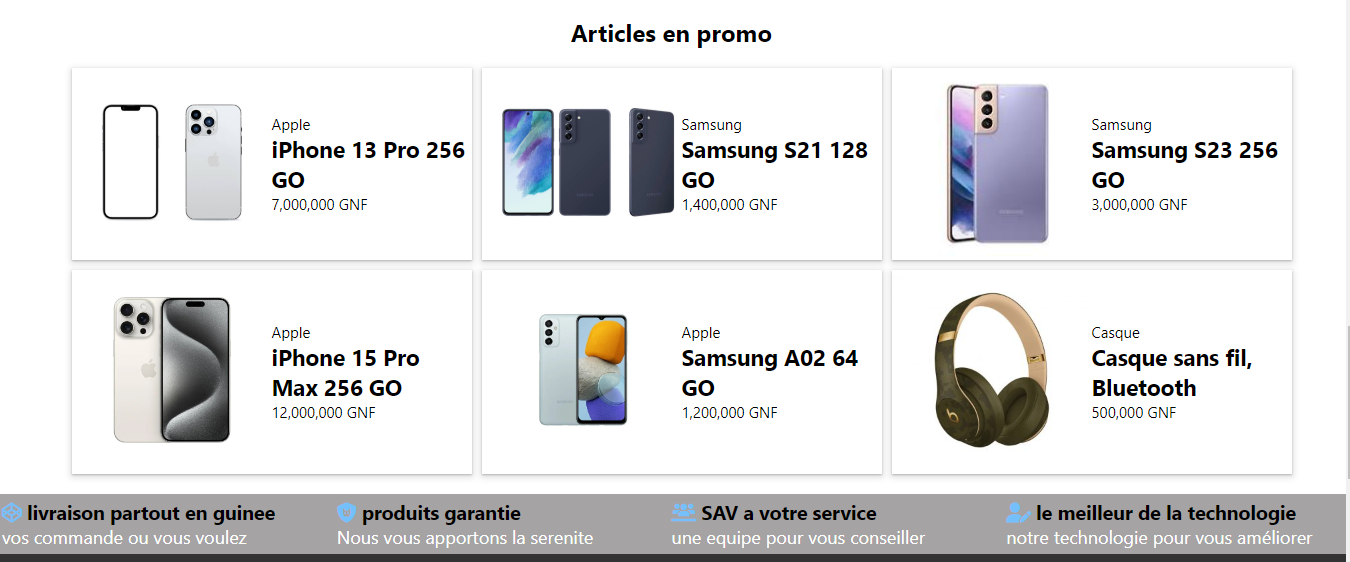 Articles en promo
Apple
iPhone 13 Pro 256
GO
7,000,000 GNF
Samsung
Samsung S21 128
GO
1,400,000 GNF
Samsung
Samsung S23 256
GO
3,000,000 GNF
Apple
iPhone 15 Pro
Max 256 GO
12,000,000 GNF
Apple
Samsung A02 64
GO
1,200,000 GNF
Casque
Casque sans fil,
Bluetooth
500,000 GNF
livraison partout en guinee
vos commande ou vous voulez
produits garantie
Nous vous apportons la serenite
SAV a votre service
une equipe pour vous conseiller
le meilleur de la technologie
notre technologie pour vous améliorer